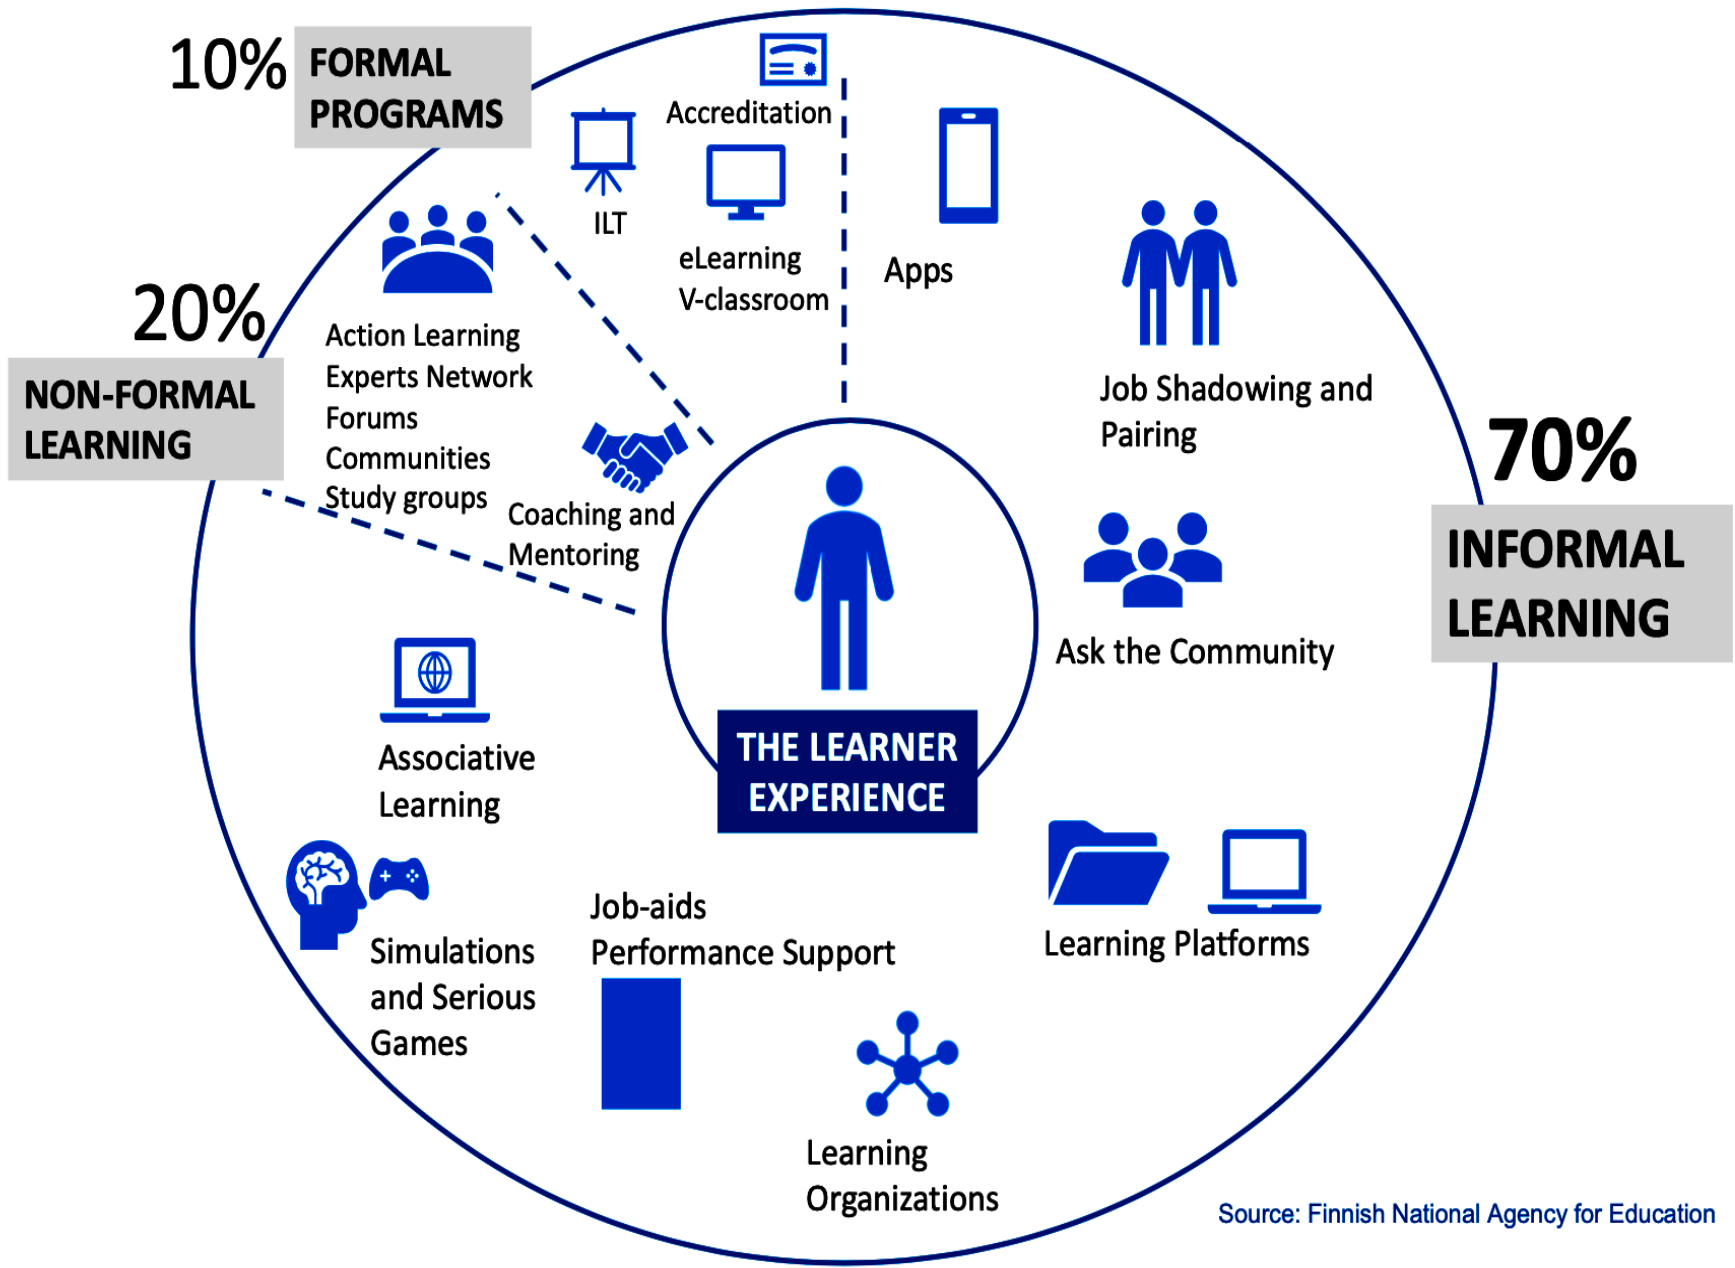 10%
FORMAL
PROGRAMS
Accreditation
ILT
eLearning
V-classroom
Apps
20%
NON-FORMAL
LEARNING
Action Learning
Experts Network
Forums
Communities
Study groups
Coaching and
Mentoring
Job Shadowing and
Pairing
70%
INFORMAL
LEARNING
Ask the Community
THE LEARNER
EXPERIENCE
Associative
Learning
Simulations
and Serious
Games
Job-aids
Performance Support
Learning Platforms
Learning
Organizations
Source: Finnish National Agency for Education